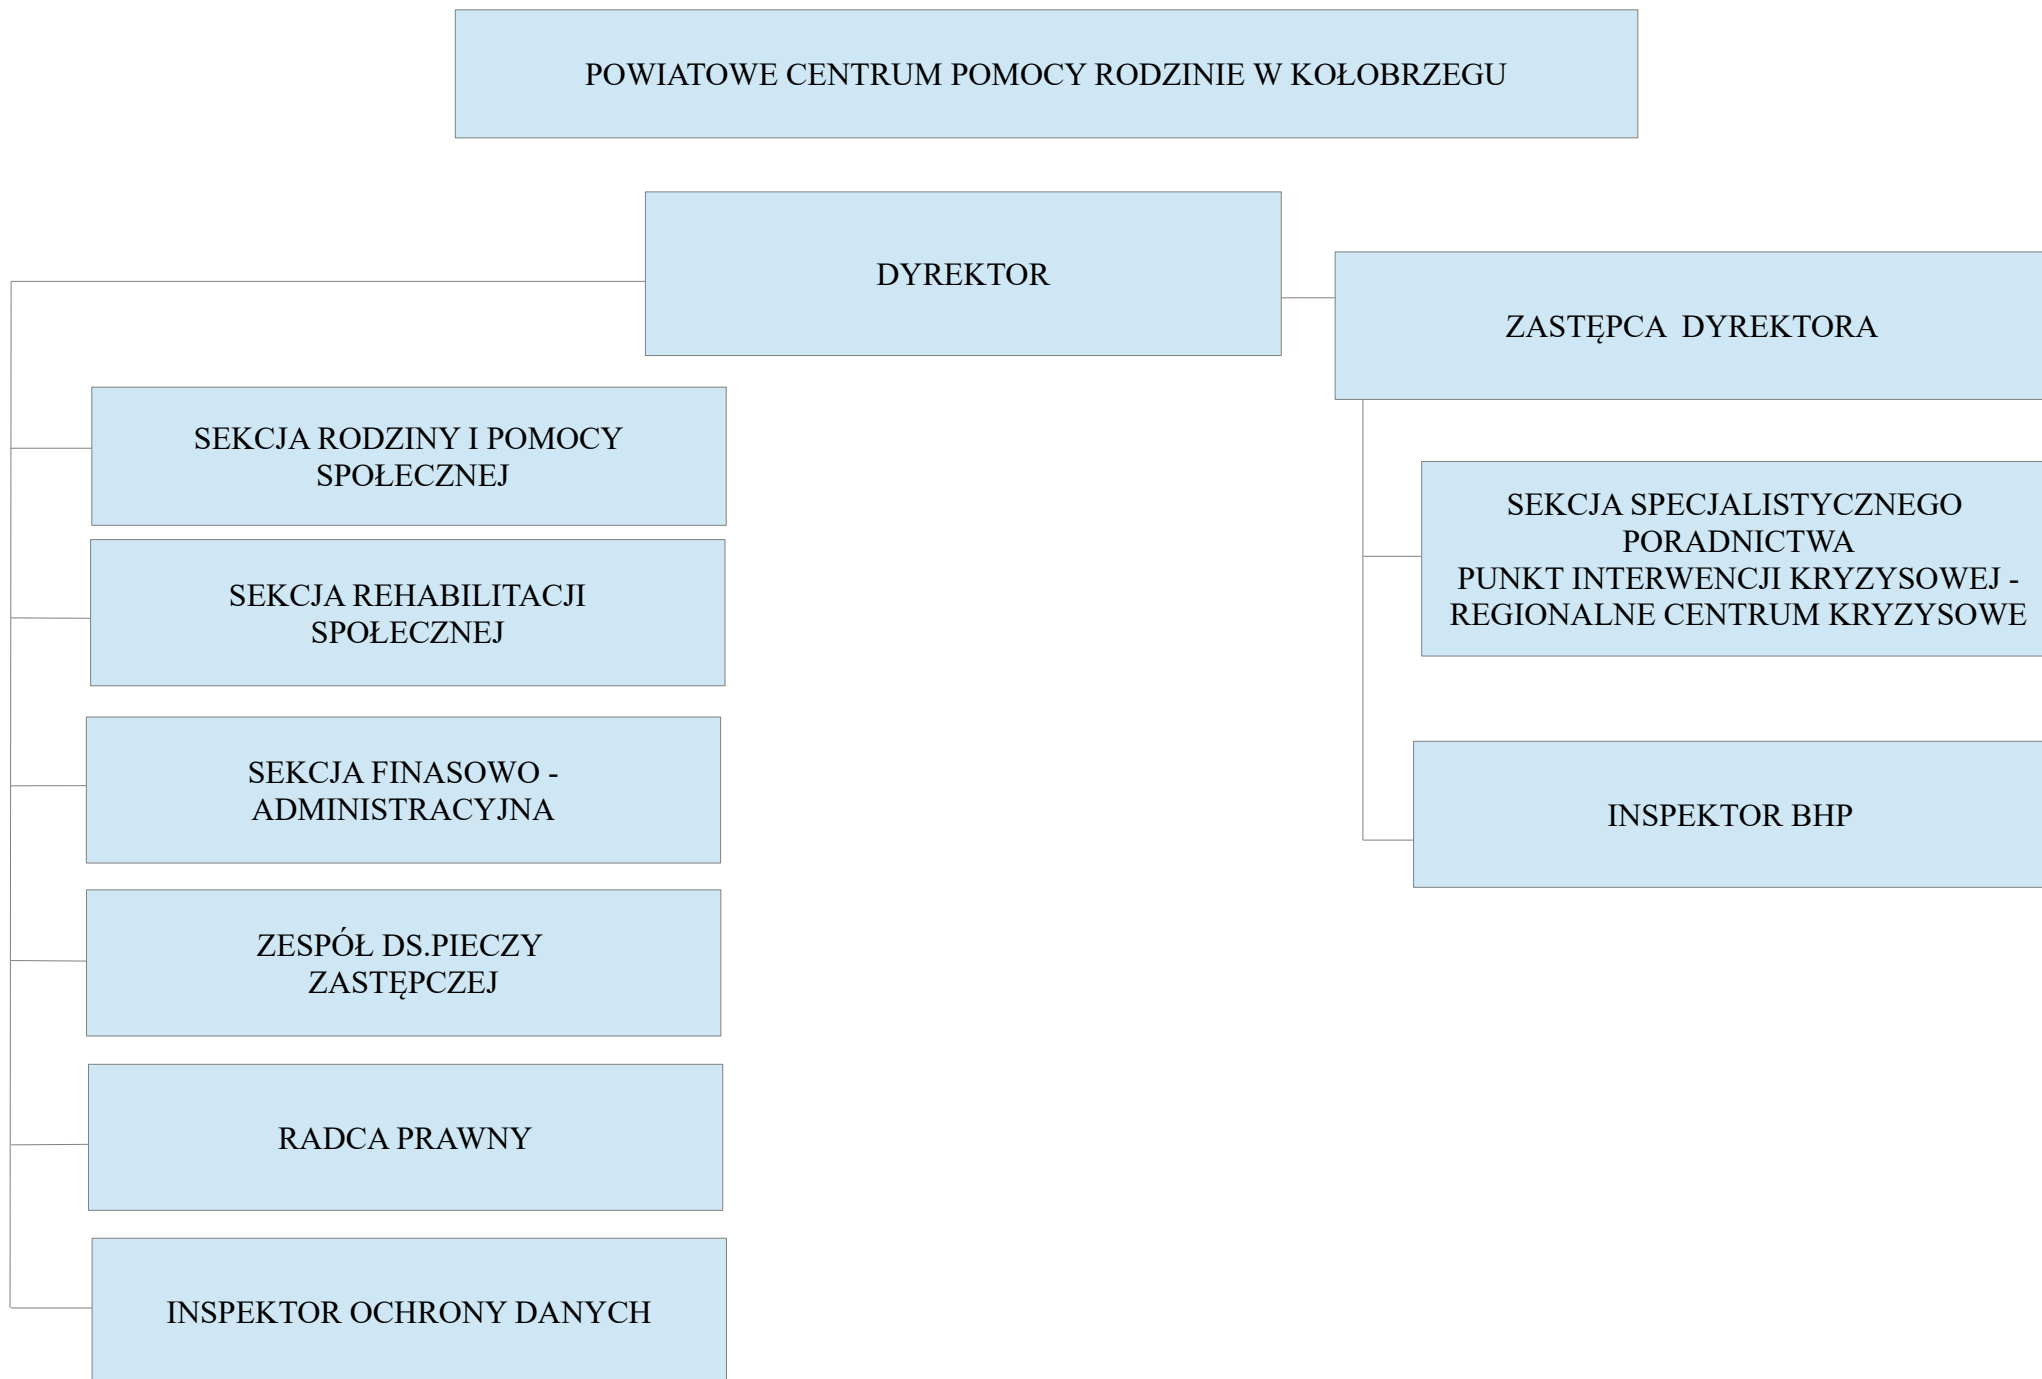 POWIATOWE CENTRUM POMOCY RODZINIE W KOŁOBRZEGU
DYREKTOR
ZASTĘPCA DYREKTORA
SEKCJA RODZINY I POMOCY
SPOŁECZNEJ
SEKCJA REHABILITACJI
SPOŁECZNEJ
SEKCJA FINASOWO -
ADMINISTRACYJNA
ZESPÓŁ DS.PIECZY
ZASTĘPCZEJ
RADCA PRAWNY
INSPEKTOR OCHRONY DANYCH
SEKCJA SPECJALISTYCZNEGO
PORADNICTWA
PUNKT INTERWENCJI KRYZYSOWEJ -
REGIONALNE CENTRUM KRYZYSOWE
INSPEKTOR BHP